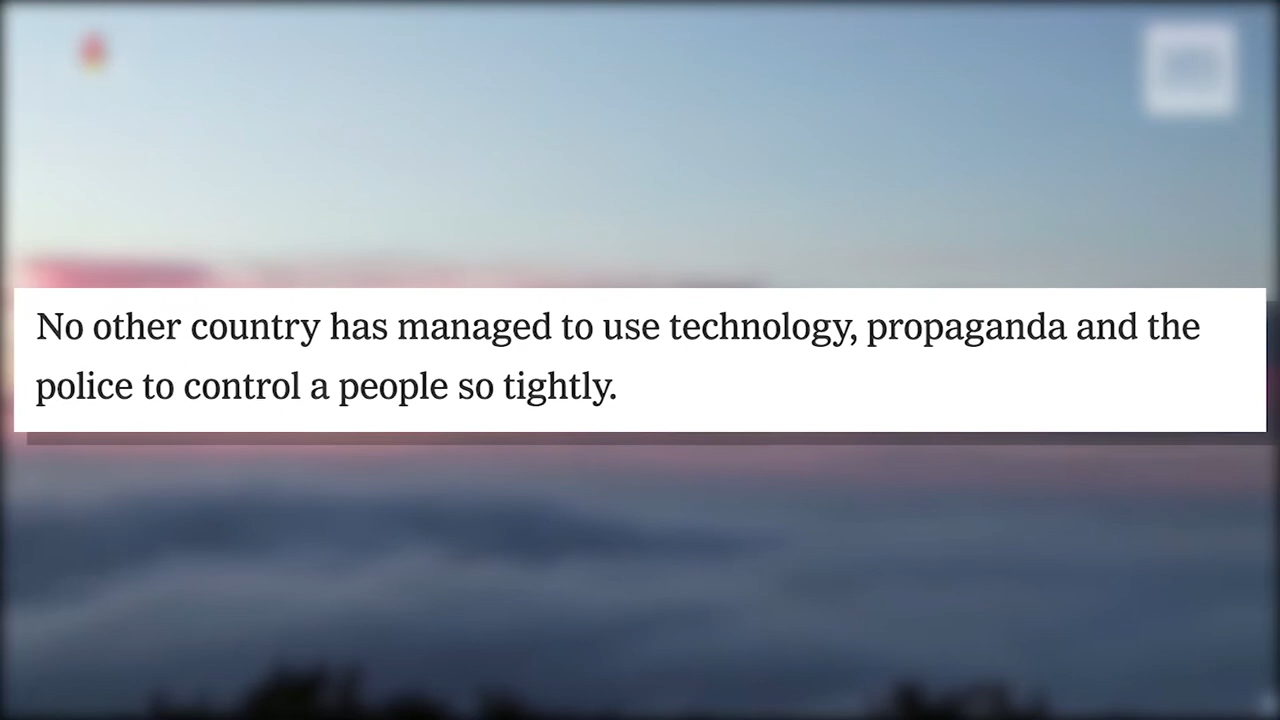 No other country has managed to use technology, propaganda and the
police to control a people so tightly.